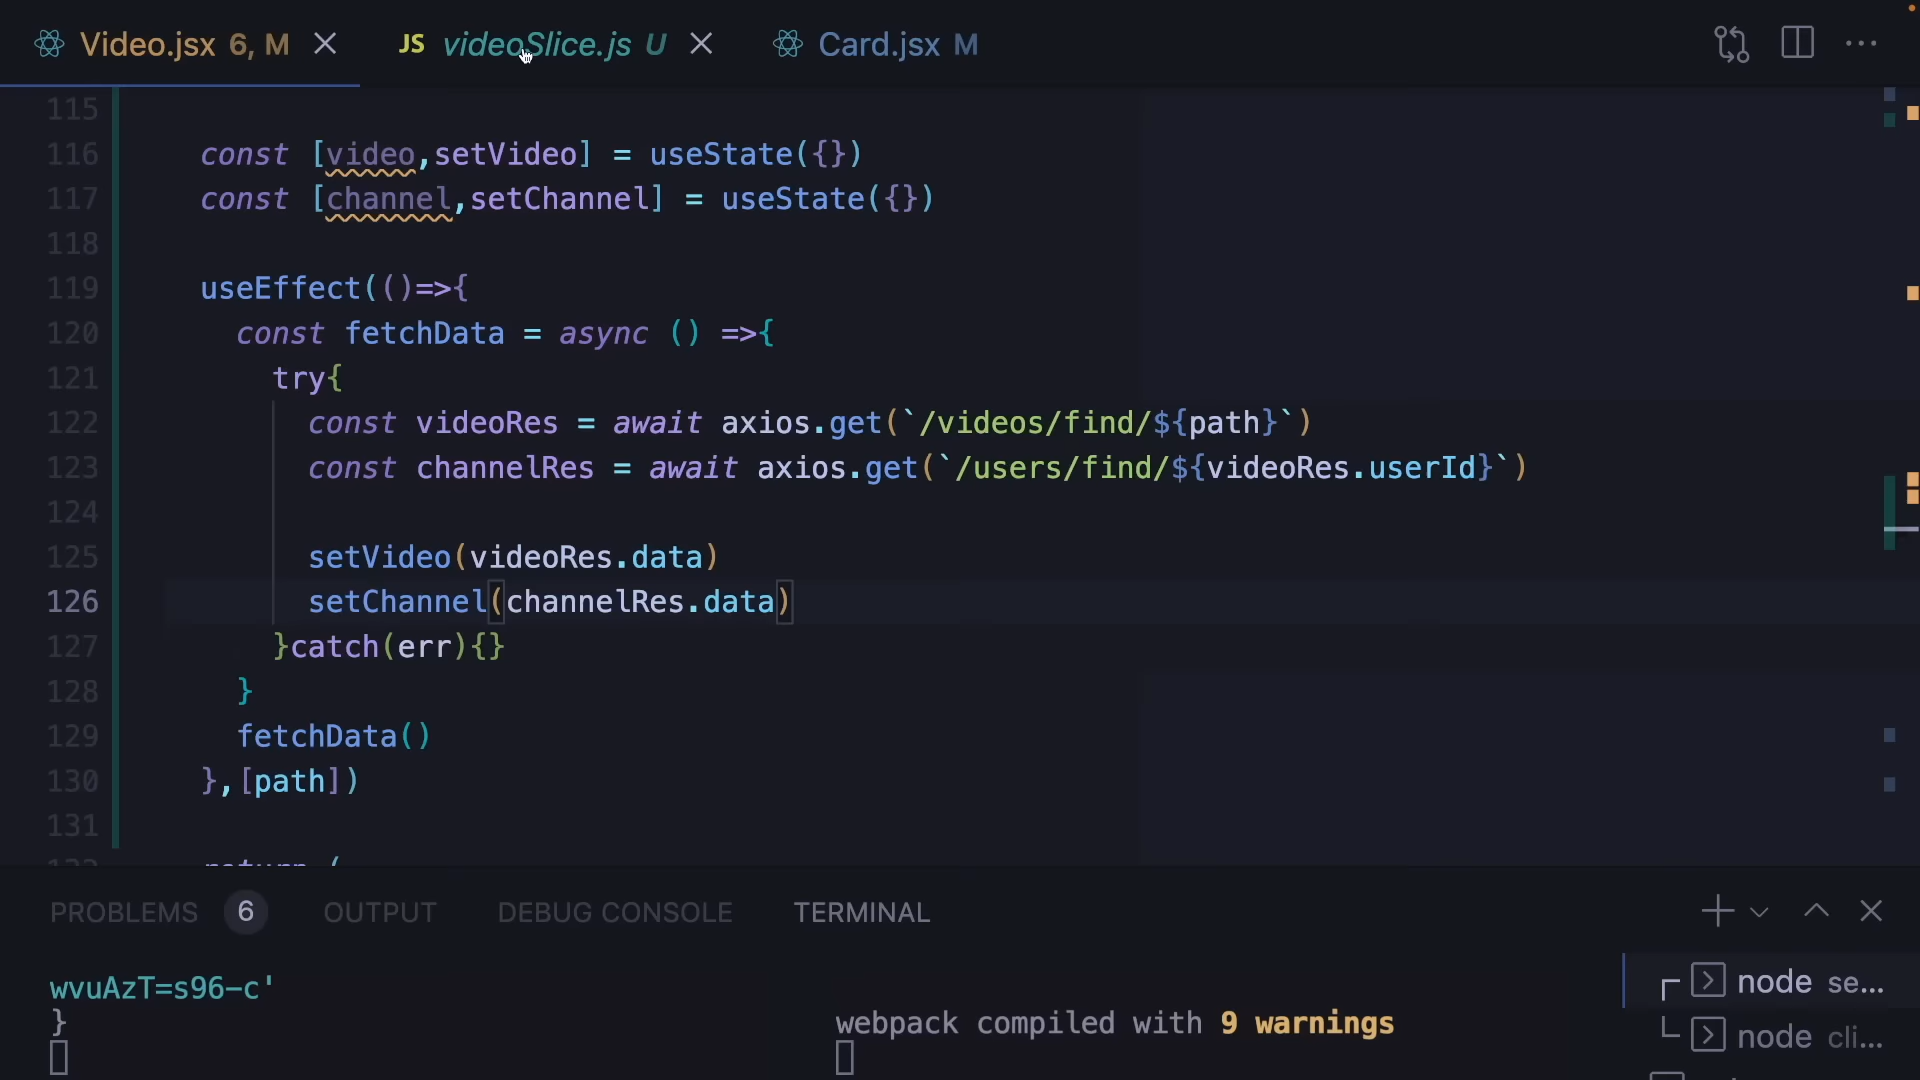 Video.jsx 6, M
JS videoSlice.js U
Card.jsx M
115
116 const [video,setVideo] = useState({})
117 const [channel,setChannel] = useState({})
118
119 useEffect(()=>{
120 const fetchData = async () =>{
121 try{
122 const videoRes = await axios.get(`/videos/find/${path}`)
123 const channelRes = await axios.get(`/users/find/${videoRes.userId}`)
124
125 setVideo(videoRes.data)
126 setChannel(channelRes.data)
127 }catch(err){}
128 }
129 fetchData()
130 },[path])
131
PROBLEMS 6 OUTPUT DEBUG CONSOLE TERMINAL
wvuAzT=s96-c'
}
webpack compiled with 9 warnings
node se...
node cli...